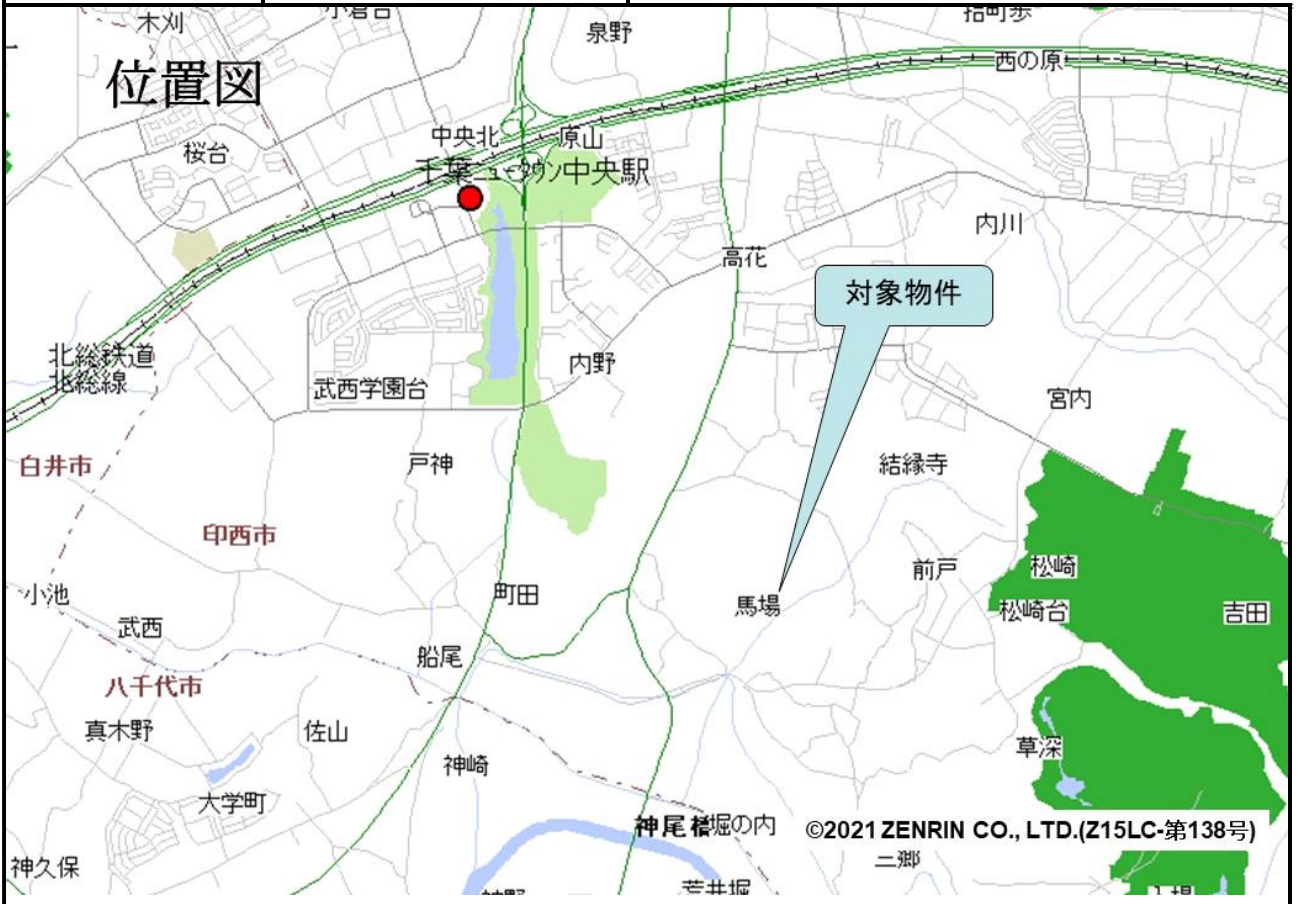 木刈
小倉台
泉野
西の原
位置図
中央北
原山
桜台
千葉ニュータウン中央駅
内川
高花
対象物件
北総鉄道
北総線
内野
武西学園台
宮内
白井市
戸神
結縁寺
印西市
前戸
松崎
小池
町田
馬場
松崎台
吉田
武西
船尾
八千代市
真木野
佐山
草深
神崎
大学町
神尾橋
堀の内
©2021 ZENRIN CO., LTD.(Z15LC-第138号)
神久保
三郷